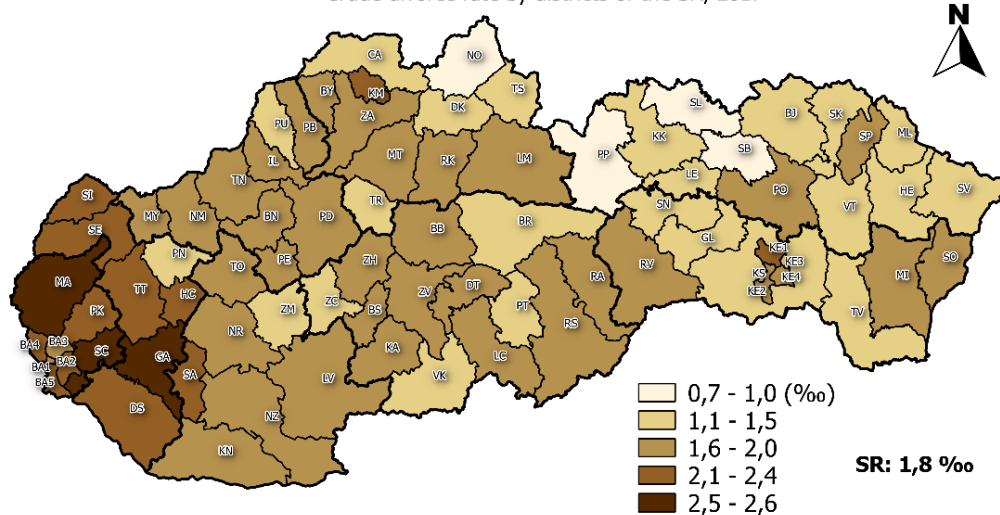 N
CA
NO
TS
BY
KM
ZA
DK
PU
PB
SL
BJ
SK
SP
ML
KK
SB
PP
IL
MT
RK
LM
LE
PO
HE
SV
VT
TN
SI
MY
NM
BN
PD
TR
SN
BR
GL
SE
BB
PN
PE
ZH
TO
KE1
KE3
KS
KE4
KE2
RV
RA
MI
SO
MA
TT
HC
ZV
DT
ZM
ZC
BS
PT
TV
PK
RS
NR
BA4
BA3
BA1
BA2
BA5
SC
GA
KA
LC
SA
LV
VK
DS
NZ
KN
0,7 - 1,0 (‰)
1,1 - 1,5
1,6 - 2,0
2,1 - 2,4
2,5 - 2,6
SR: 1,8 ‰